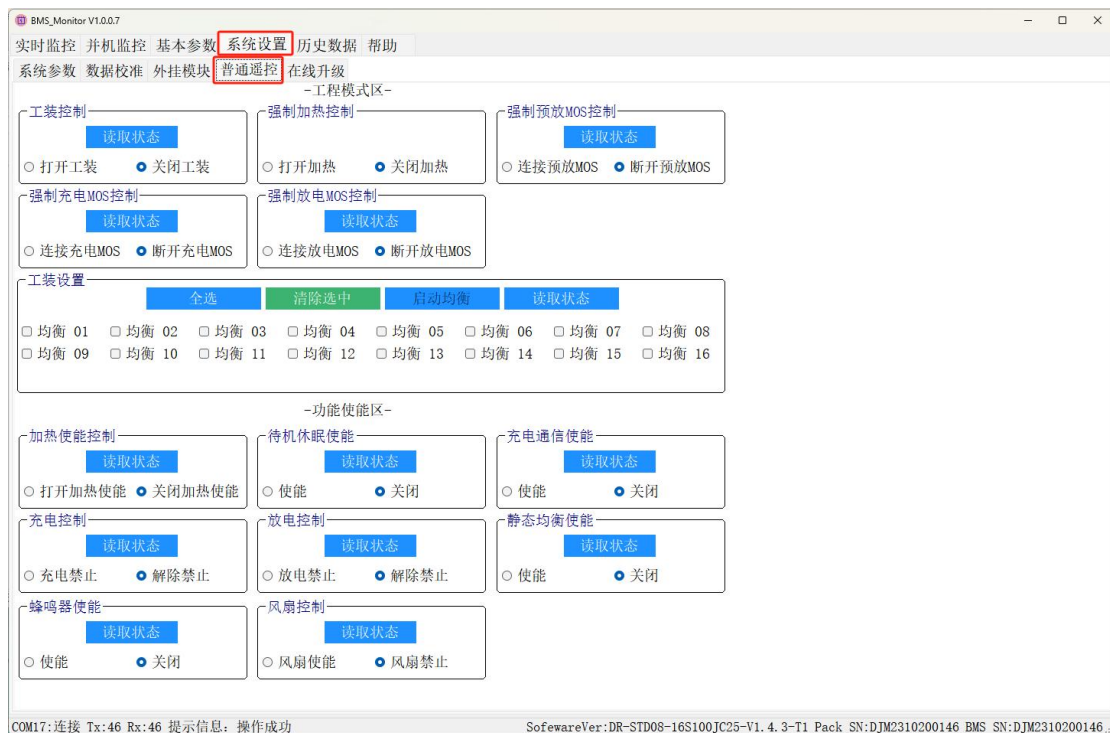 BMS_Monitor V1.0.0.7
实时监控 并机监控 基本参数 系统设置 历史数据 帮助
系统参数 数据校准 外挂模块 普通遥控 在线升级
-工程模式区-
工装控制 强制加热控制 强制预放MOS控制
读取状态 读取状态
打开工装 关闭工装 打开加热 关闭加热 连接预放MOS 断开预放MOS
强制充电MOS控制 强制放电MOS控制
读取状态 读取状态
连接充电MOS 断开充电MOS 连接放电MOS 断开放电MOS
工装设置
全选 清除选中 启动均衡 读取状态
均衡 01 均衡 02 均衡 03 均衡 04 均衡 05 均衡 06 均衡 07 均衡 08
均衡 09 均衡 10 均衡 11 均衡 12 均衡 13 均衡 14 均衡 15 均衡 16
-功能使能区-
加热使能控制 待机休眠使能 充电通信使能
读取状态 读取状态 读取状态
打开加热使能 关闭加热使能 使能 关闭 使能 关闭
充电控制 放电控制 静态均衡使能
读取状态 读取状态 读取状态
充电禁止 解除禁止 放电禁止 解除禁止 使能 关闭
蜂鸣器使能 风扇控制
读取状态 读取状态
使能 关闭 风扇使能 风扇禁止
COM17:连接 Tx:46 Rx:46 提示信息: 操作成功 SofewareVer:DR-STD08-16S100JC25-V1.4.3-T1 Pack SN:DJM2310200146 BMS SN:DJM2310200146